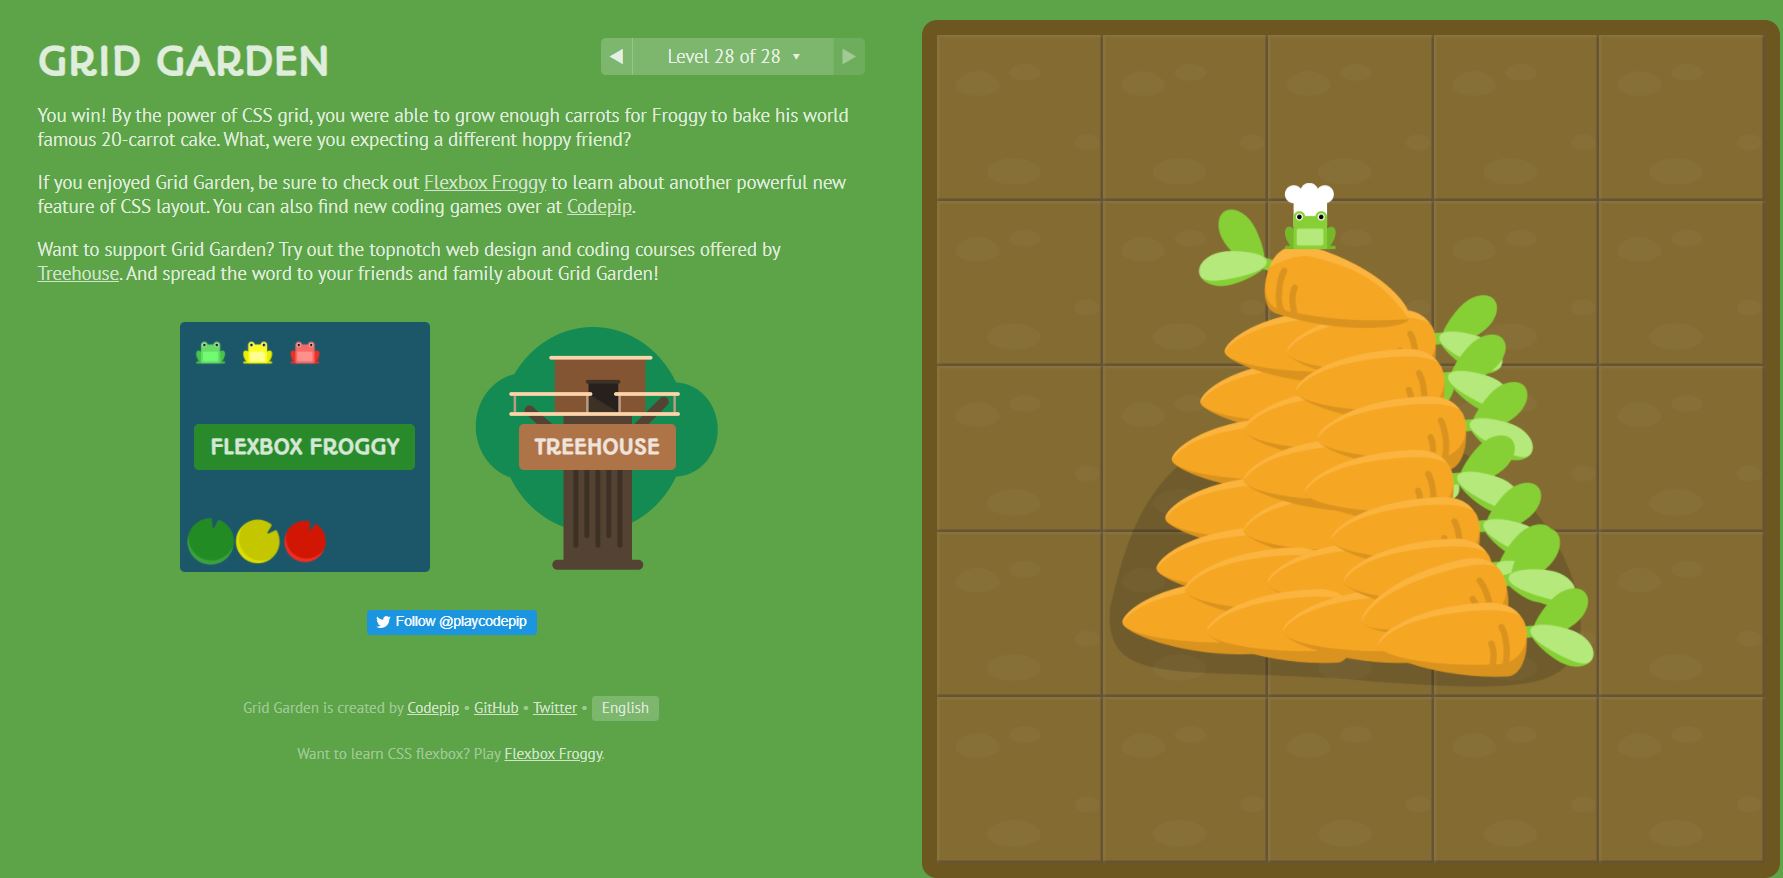 GRID GARDEN
Level 28 of 28
You win! By the power of CSS grid, you were able to grow enough carrots for Froggy to bake his world
famous 20-carrot cake. What, were you expecting a different hoppy friend?
If you enjoyed Grid Garden, be sure to check out Flexbox Froggy to learn about another powerful new
feature of CSS layout. You can also find new coding games over at Codepip.
Want to support Grid Garden? Try out the topnotch web design and coding courses offered by
Treehouse. And spread the word to your friends and family about Grid Garden!
FLEXBOX FROGGY
TREEHOUSE
Follow @playcodepip
Grid Garden is created by Codepip • GitHub • Twitter • English
Want to learn CSS flexbox? Play Flexbox Froggy.